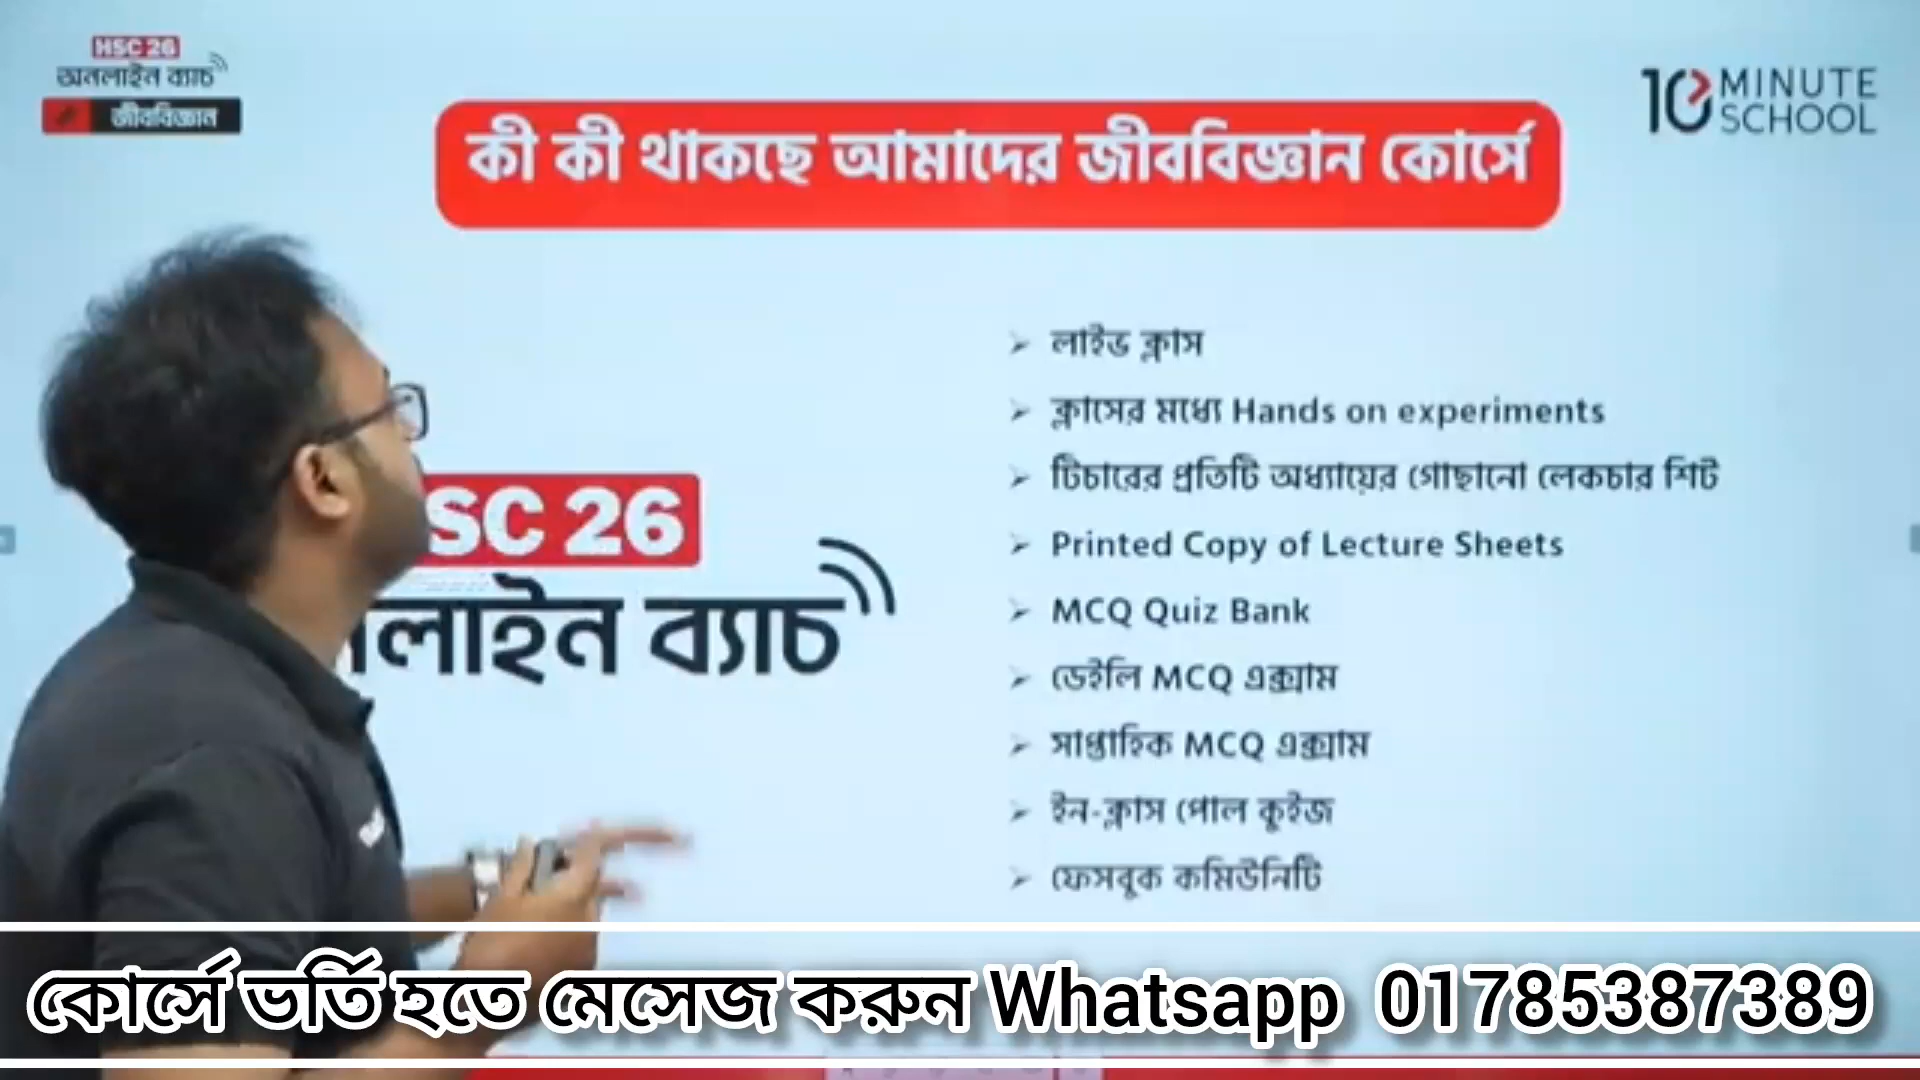 HSC 26
অনলাইন ব্যাচ
জীববিজ্ঞান
10 MINUTE SCHOOL
কী কী থাকছে আমাদের জীববিজ্ঞান কোর্সে
SC 26
লাইন ব্যাচ
➢ লাইভ ক্লাস
➢ ক্লাসের মধ্যে Hands on experiments
➢ টিচারের প্রতিটি অধ্যায়ের গোছানো লেকচার শিট
➢ Printed Copy of Lecture Sheets
➢ MCQ Quiz Bank
➢ ডেইলি MCQ এক্সাম
➢ সাপ্তাহিক MCQ এক্সাম
➢ ইন-ক্লাস পোল কুইজ
➢ ফেসবুক কমিউনিটি
কোর্সে ভর্তি হতে মেসেজ করুন Whatsapp 01785387389